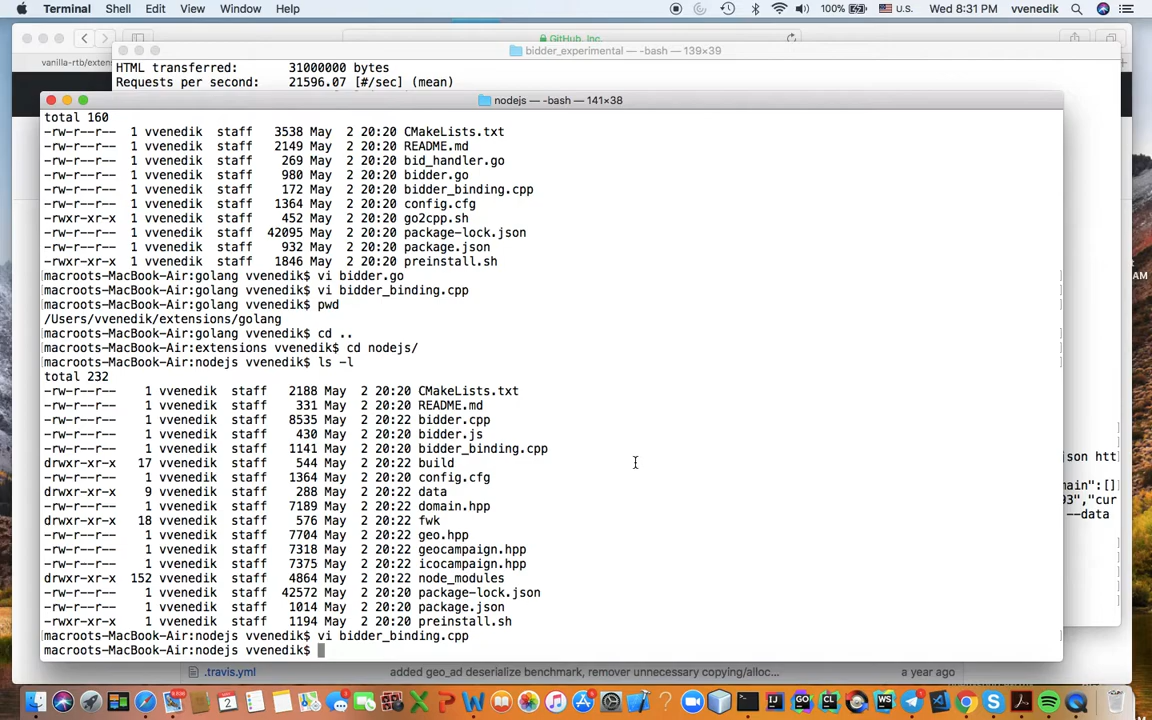 Terminal Shell Edit View Window Help 100% U.S. Wed 8:31 PM vvenedik
GitHub, Inc.
vanilla-rtb/exten
bidder_experimental — -bash — 139×39
HTML transferred: 31000000 bytes
Requests per second: 21596.07 [#/sec] (mean)
nodejs — -bash — 141×38
total 160
-rw-r--r-- 1 vvenedik staff 3538 May 2 20:20 CMakeLists.txt
-rw-r--r-- 1 vvenedik staff 2149 May 2 20:20 README.md
-rw-r--r-- 1 vvenedik staff 269 May 2 20:20 bid_handler.go
-rw-r--r-- 1 vvenedik staff 980 May 2 20:20 bidder.go
-rw-r--r-- 1 vvenedik staff 172 May 2 20:20 bidder_binding.cpp
-rw-r--r-- 1 vvenedik staff 1364 May 2 20:20 config.cfg
-rwxr-xr-x 1 vvenedik staff 452 May 2 20:20 go2cpp.sh
-rw-r--r-- 1 vvenedik staff 42095 May 2 20:20 package-lock.json
-rw-r--r-- 1 vvenedik staff 932 May 2 20:20 package.json
-rwxr-xr-x 1 vvenedik staff 1846 May 2 20:20 preinstall.sh
macroots-MacBook-Air:golang vvenedik$ vi bidder.go
macroots-MacBook-Air:golang vvenedik$ vi bidder_binding.cpp
macroots-MacBook-Air:golang vvenedik$ pwd
/Users/vvenedik/extensions/golang
macroots-MacBook-Air:golang vvenedik$ cd ..
macroots-MacBook-Air:extensions vvenedik$ cd nodejs/
macroots-MacBook-Air:nodejs vvenedik$ ls -l
total 232
-rw-r--r-- 1 vvenedik staff 2188 May 2 20:20 CMakeLists.txt
-rw-r--r-- 1 vvenedik staff 331 May 2 20:20 README.md
-rw-r--r-- 1 vvenedik staff 8535 May 2 20:22 bidder.cpp
-rw-r--r-- 1 vvenedik staff 430 May 2 20:20 bidder.js
-rw-r--r-- 1 vvenedik staff 1141 May 2 20:20 bidder_binding.cpp
drwxr-xr-x 17 vvenedik staff 544 May 2 20:22 build
-rw-r--r-- 1 vvenedik staff 1364 May 2 20:20 config.cfg
drwxr-xr-x 9 vvenedik staff 288 May 2 20:22 data
-rw-r--r-- 1 vvenedik staff 7189 May 2 20:22 domain.hpp
drwxr-xr-x 18 vvenedik staff 576 May 2 20:22 fwk
-rw-r--r-- 1 vvenedik staff 7704 May 2 20:22 geo.hpp
-rw-r--r-- 1 vvenedik staff 7318 May 2 20:22 geocampaign.hpp
-rw-r--r-- 1 vvenedik staff 7375 May 2 20:22 icocampaign.hpp
drwxr-xr-x 152 vvenedik staff 4864 May 2 20:22 node_modules
-rw-r--r-- 1 vvenedik staff 42572 May 2 20:20 package-lock.json
-rw-r--r-- 1 vvenedik staff 1014 May 2 20:20 package.json
-rwxr-xr-x 1 vvenedik staff 1194 May 2 20:20 preinstall.sh
macroots-MacBook-Air:nodejs vvenedik$ vi bidder_binding.cpp
macroots-MacBook-Air:nodejs vvenedik$
AM
json htt
main":[]
93","cur
--data
.travis.yml added geo_ad deserialize benchmark, remover unnecessary copying/alloc... a year ago